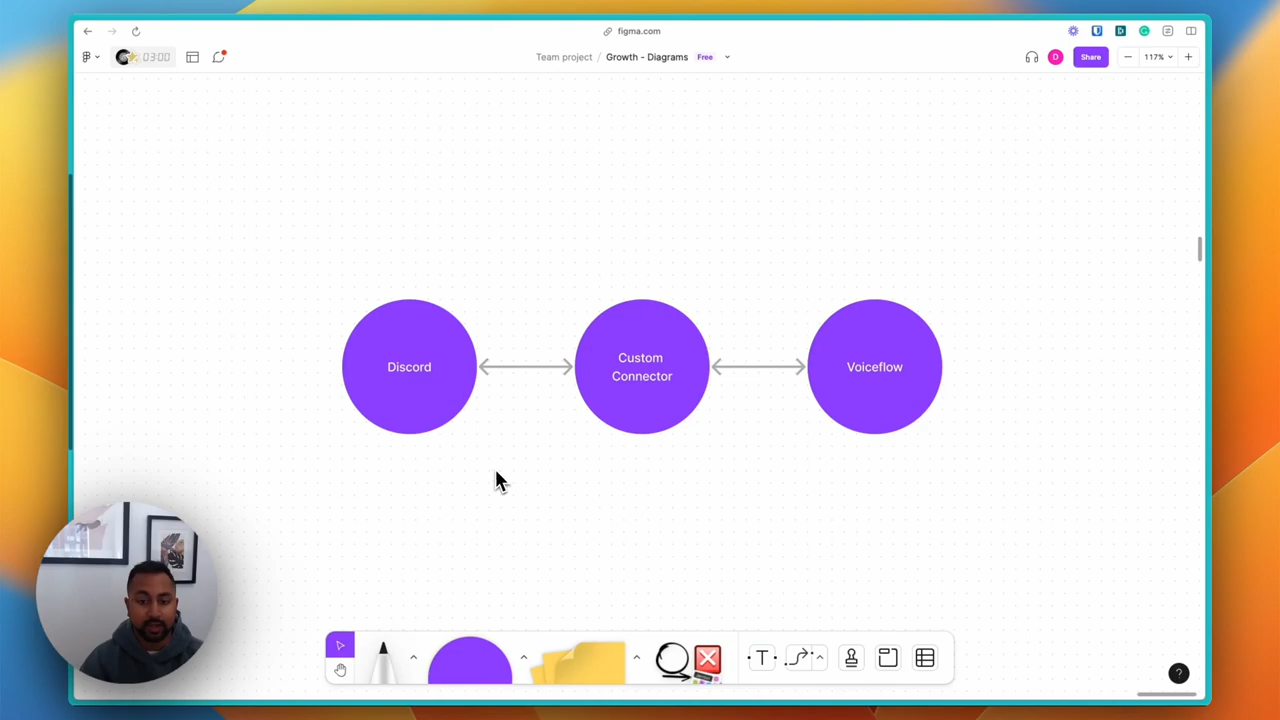 figma.com
03:00
Team project / Growth - Diagrams Free
D
Share
117%
Discord
Custom
Connector
Voiceflow
T
?